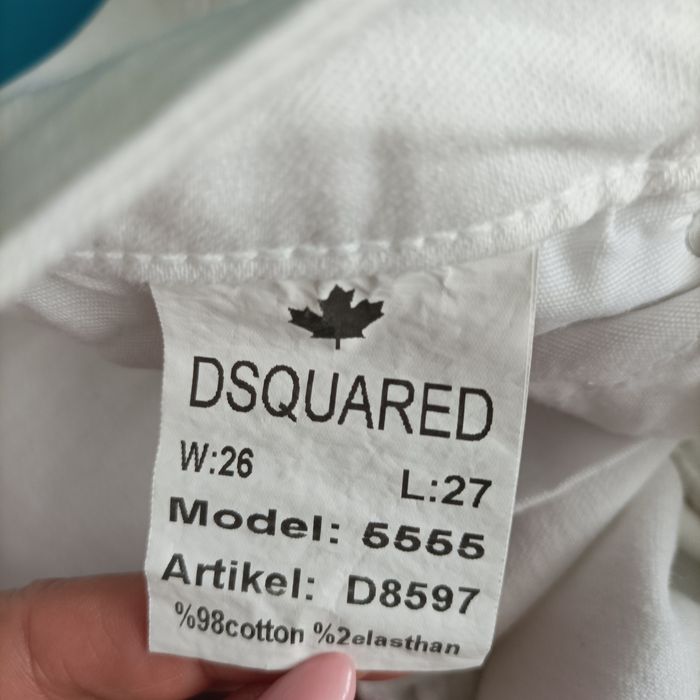 DSQUARED
W:26 L:27
Model: 5555
Artikel: D8597
%98cotton %2elasthan